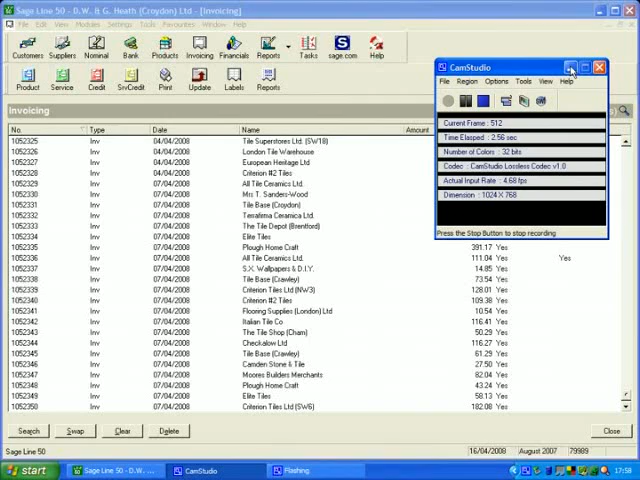 Sage Line 50 - D.W. & G. Heath (Croydon) Ltd - [Invoicing]
File Edit View Modules Settings Tools Favourites Window Help
Customers Suppliers Nominal Bank Products Invoicing Financials Reports Tasks sage.com Help
Product Service Credit SrvCredit Print Update Labels Reports
Invoicing
No. Type Date Name Amount
1052325 Inv 04/04/2008 Tile Superstores Ltd. (SW18)
1052326 Inv 04/04/2008 London Tile Warehouse
1052327 Inv 04/04/2008 European Heritage Ltd
1052328 Inv 04/04/2008 Criterion #2 Tiles
1052329 Inv 07/04/2008 All Tile Ceramics Ltd.
1052330 Inv 07/04/2008 Mrs T. Sanders-Wood
1052331 Inv 07/04/2008 Tile Base (Croydon)
1052332 Inv 07/04/2008 Terrafema Ceramics Ltd.
1052333 Inv 07/04/2008 The Tile Depot (Brentford)
1052334 Inv 07/04/2008 Elite Tiles
1052335 Inv 07/04/2008 Plough Home Craft 391.17 Yes
1052336 Inv 07/04/2008 All Tile Ceramics Ltd. 111.04 Yes Yes
1052337 Inv 07/04/2008 S.X. Wallpapers & D.I.Y. 14.85 Yes
1052338 Inv 07/04/2008 Tile Base (Crawley) 73.54 Yes
1052339 Inv 07/04/2008 Criterion Tiles Ltd (NW3) 128.01 Yes
1052340 Inv 07/04/2008 Criterion #2 Tiles 109.38 Yes
1052341 Inv 07/04/2008 Flooring Supplies (London) Ltd 10.54 Yes
1052342 Inv 07/04/2008 Italian Tile Co 116.41 Yes
1052343 Inv 07/04/2008 The Tile Shop (Cham) 50.29 Yes
1052344 Inv 07/04/2008 Checkalow Ltd 116.27 Yes
1052345 Inv 07/04/2008 Tile Base (Crawley) 61.29 Yes
1052346 Inv 07/04/2008 Camden Stone & Tile 27.50 Yes
1052347 Inv 07/04/2008 Moores Builders Merchants 82.04 Yes
1052348 Inv 07/04/2008 Plough Home Craft 43.24 Yes
1052349 Inv 07/04/2008 Elite Tiles 58.13 Yes
1052350 Inv 07/04/2008 Criterion Tiles Ltd (SW6) 182.08 Yes
CamStudio
File Region Options Tools View Help
Current Frame : 512
Time Elasped : 2.56 sec
Number of Colors : 32 bits
Codec : CamStudio Lossless Codec v1.0
Actual Input Rate : 4.68 fps
Dimension : 1024 X 768
Press the Stop Button to stop recording
Search Swap Clear Delete Close
Sage Line 50 16/04/2008 August 2007 79989
start Sage Line 50 - D.W. ... CamStudio Flashing 17:58